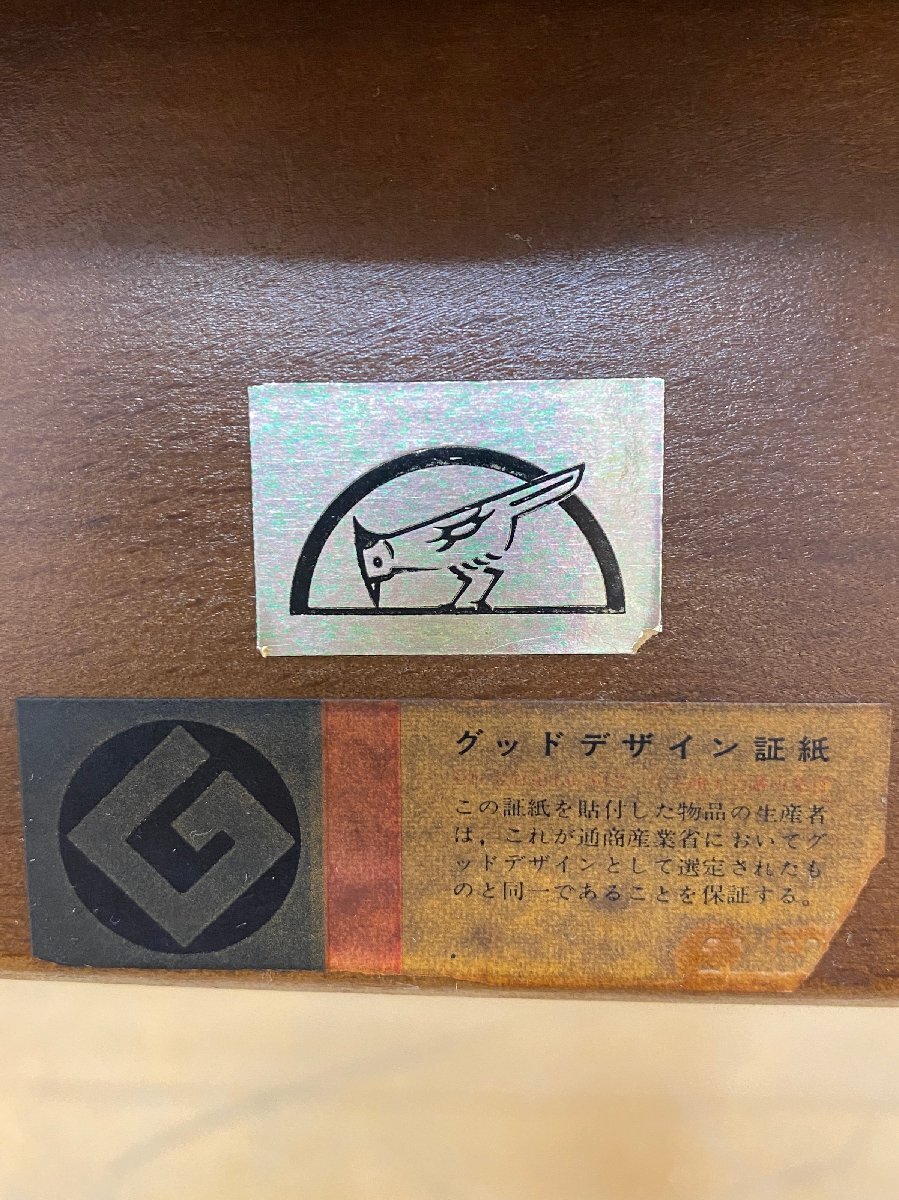 グッドデザイン証紙
この証紙を貼付した物品の生産者
は，これが通商産業省においてグ
ッドデザインとして選定されたも
のと同一であることを保証する。